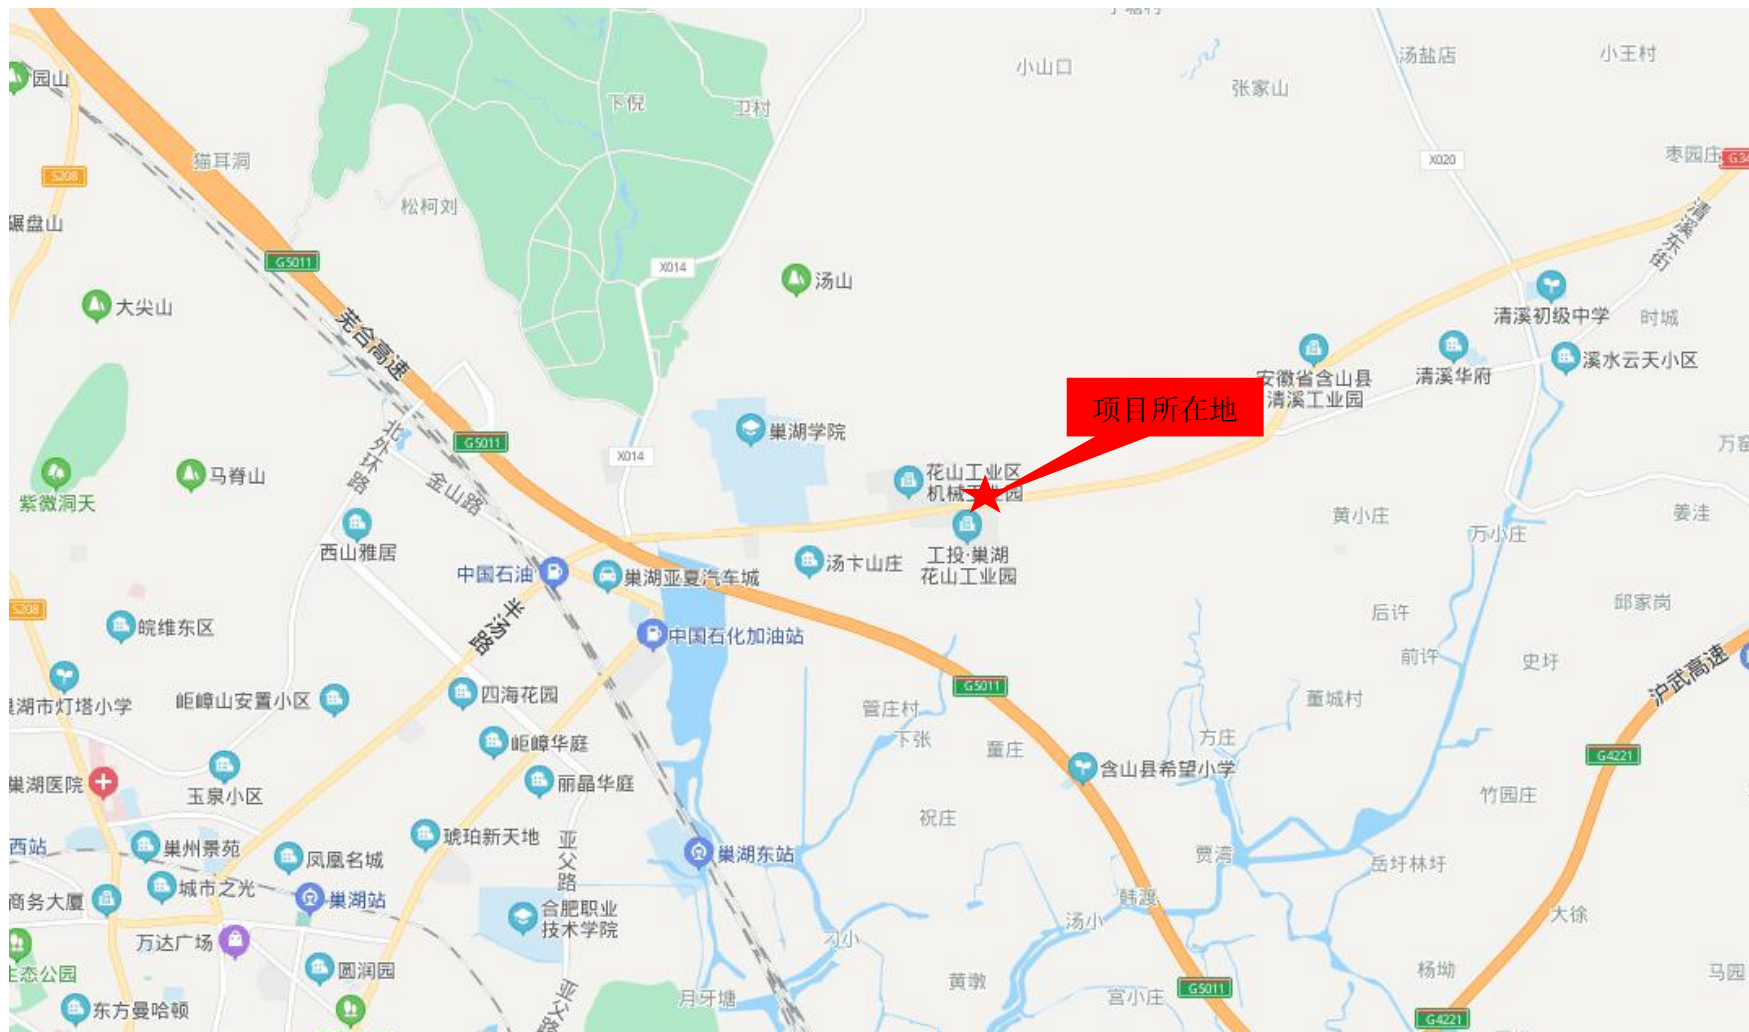 小山口
汤盐店
小王村
张家山
园山
下倪
卫村
猫耳洞
X020
枣园庄
S208
松柯刘
碾盘山
清溪东街
G5011
X014
汤山
大尖山
清溪初级中学
时城
芜合高速
溪水云天小区
安徽省含山县
清溪工业园
清溪华府
项目所在地
巢湖学院
北外环路
G5011
X014
万窑
马脊山
紫微洞天
金山路
花山工业区
机械工业园
黄小庄
姜洼
万小庄
西山雅居
中国石油
巢湖亚夏汽车城
汤卞山庄
工投·巢湖
花山工业园
S208
半汤路
后许
邱家岗
皖维东区
中国石化加油站
前许
史圩
沪武高速
岠嶂山安置小区
四海花园
G5011
管庄村
董城村
湖市灯塔小学
下张
童庄
方庄
岠嶂华庭
G4221
含山县希望小学
巢湖医院
玉泉小区
丽晶华庭
竹园庄
祝庄
西站
巢州景苑
凤凰名城
琥珀新天地
亚父路
巢湖东站
贾湾
岳圩林圩
商务大厦
城市之光
巢湖站
合肥职业
技术学院
韩渡
汤小
大徐
万达广场
刁小
生态公园
圆润园
黄墩
杨坳
马园
月牙塘
宫小庄
G5011
东方曼哈顿
亚父路
G4221